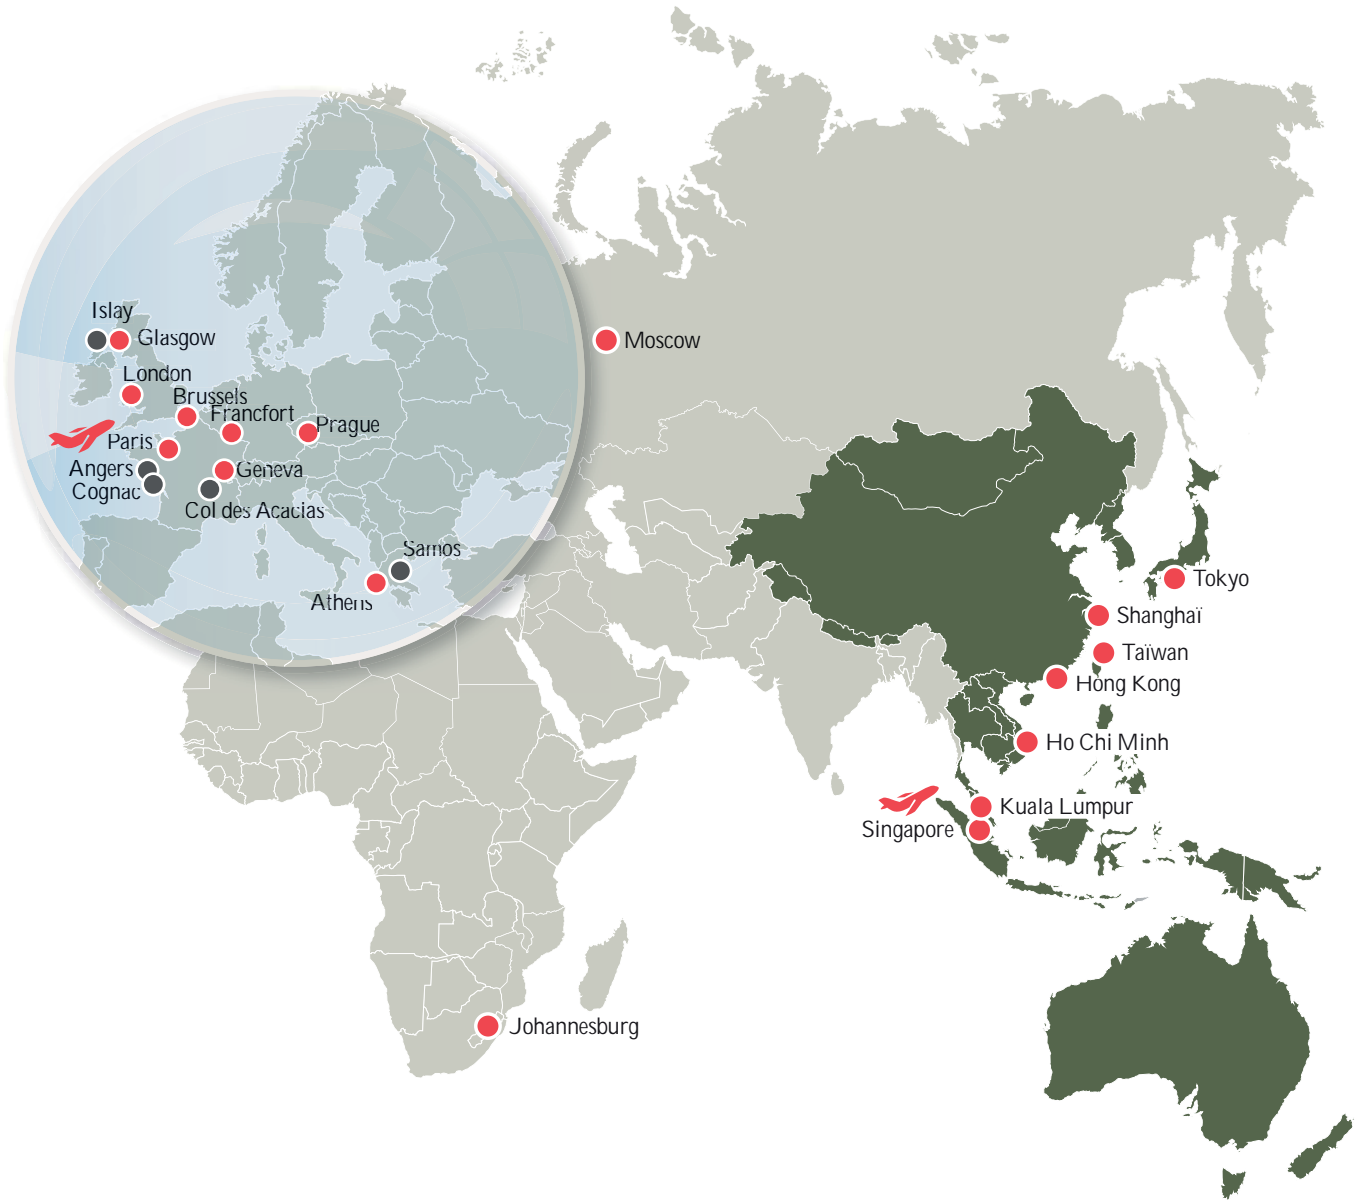 Islay
Glasgow
Moscow
London
Brussels
Francfort
Prague
Paris
Angers
Geneva
Cognac
Col des Acacias
Samos
Athens
Tokyo
Shanghaï
Taïwan
Hong Kong
Ho Chi Minh
Kuala Lumpur
Singapore
Johannesburg